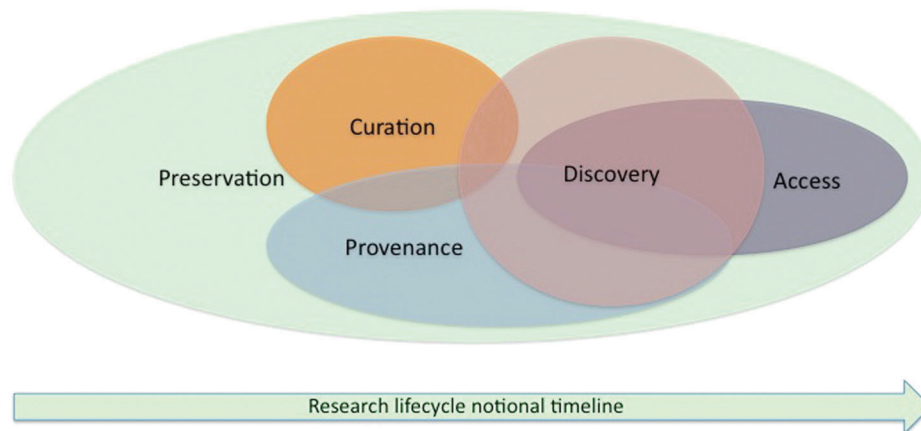 Curation
Preservation
Discovery
Access
Provenance
Research lifecycle notional timeline